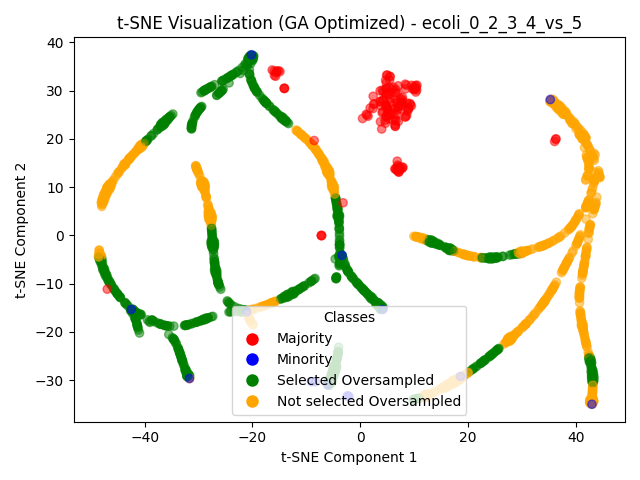 t-SNE Visualization (GA Optimized) - ecoli_0_2_3_4_vs_5
40
30
20
10
0
−10
−20
−30
t-SNE Component 2
Classes
Majority
Minority
Selected Oversampled
Not selected Oversampled
−40
−20
0
20
40
t-SNE Component 1